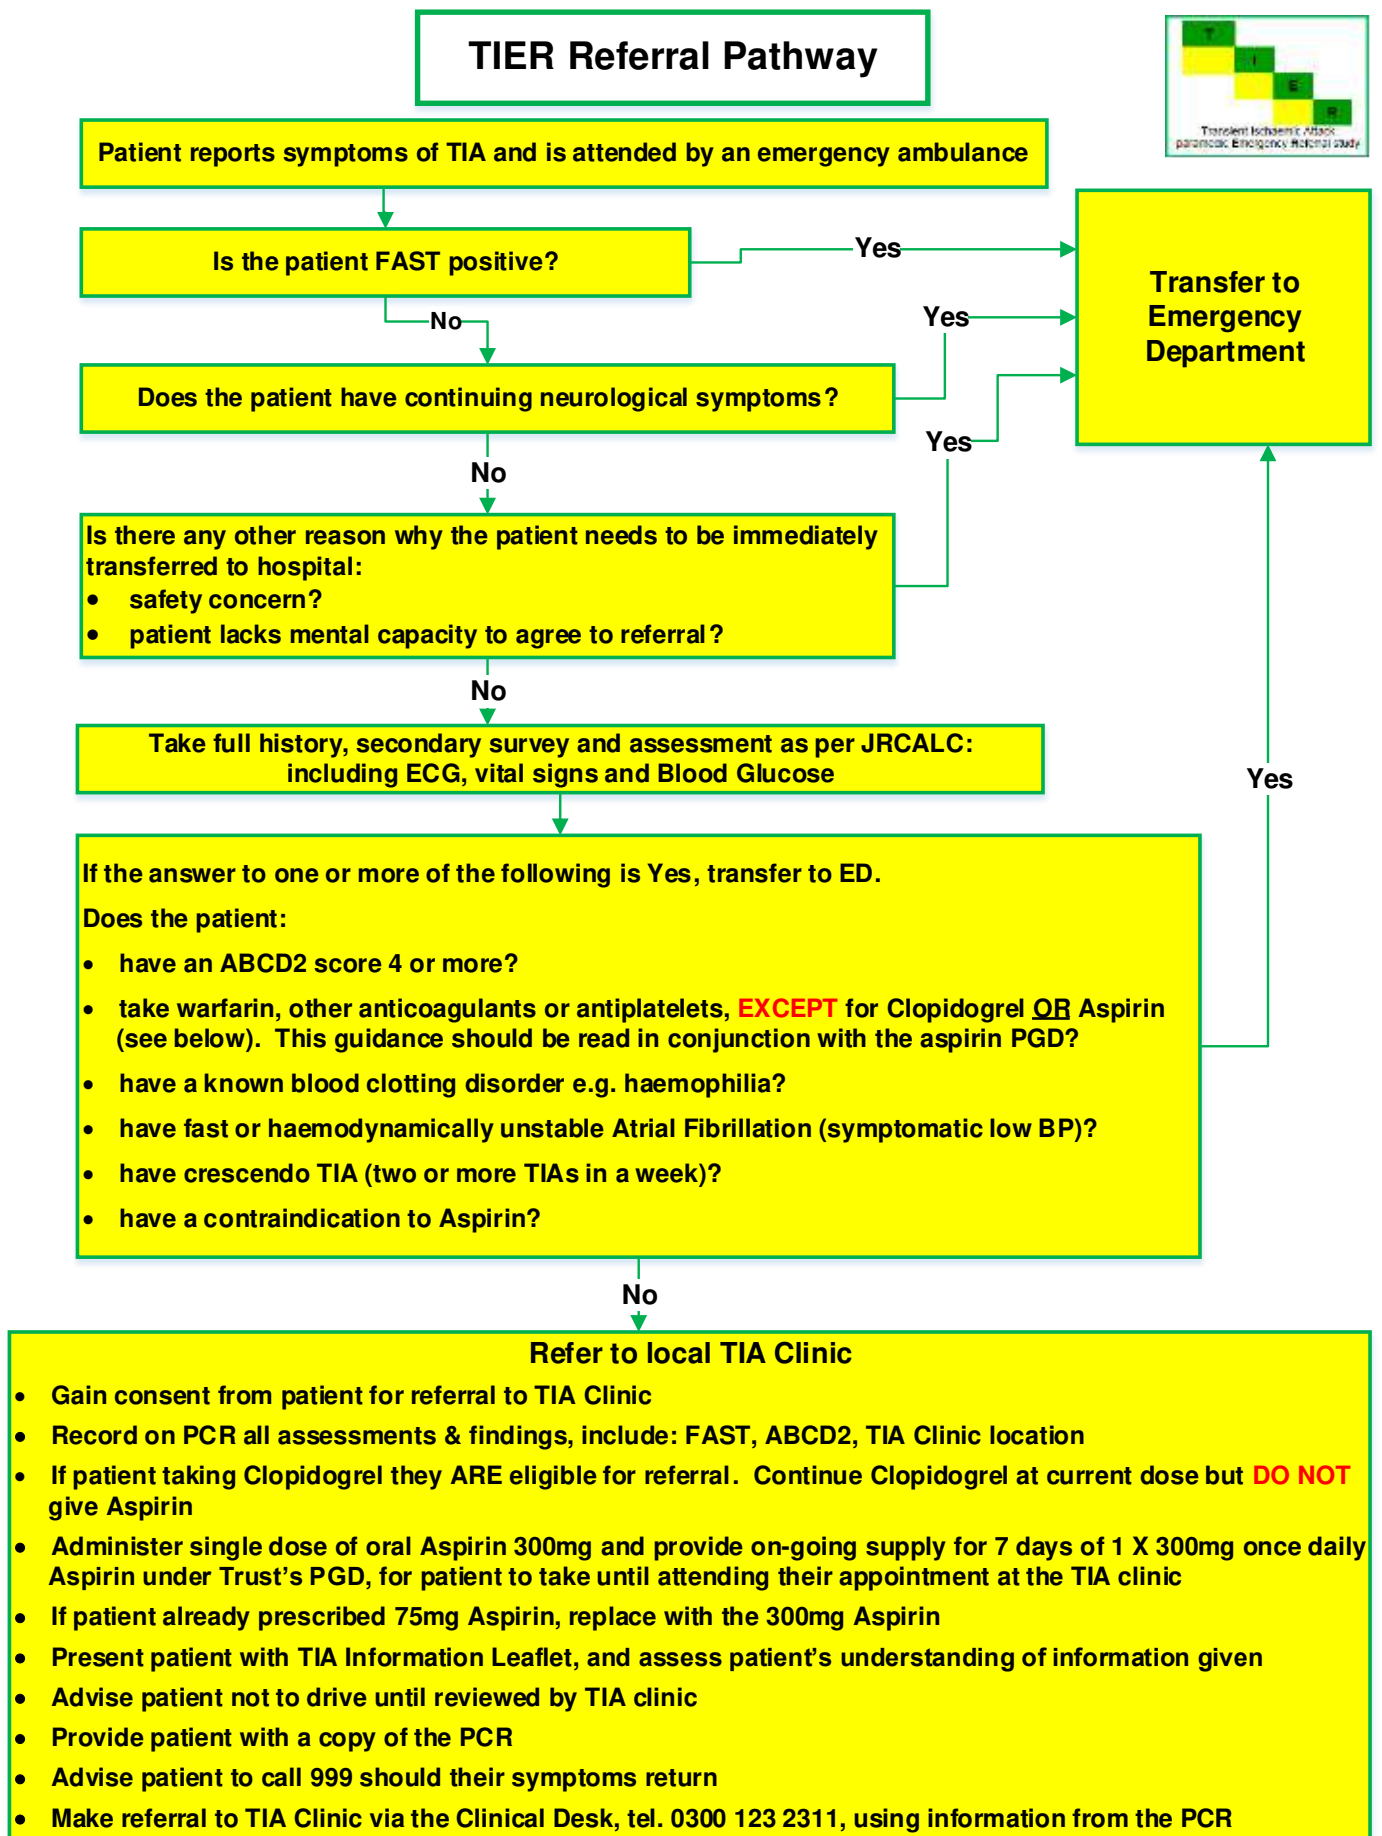 TIER Referral Pathway
T
I
E
R
Transient Ischaemic Attack
paramedic Emergency Referral study
Patient reports symptoms of TIA and is attended by an emergency ambulance
Is the patient FAST positive?
Yes
Transfer to
Emergency
Department
No
Yes
Does the patient have continuing neurological symptoms?
Yes
No
Is there any other reason why the patient needs to be immediately
transferred to hospital:
• safety concern?
• patient lacks mental capacity to agree to referral?
No
Take full history, secondary survey and assessment as per JRCALC:
including ECG, vital signs and Blood Glucose
Yes
If the answer to one or more of the following is Yes, transfer to ED.
Does the patient:
• have an ABCD2 score 4 or more?
• take warfarin, other anticoagulants or antiplatelets, EXCEPT for Clopidogrel OR Aspirin
(see below). This guidance should be read in conjunction with the aspirin PGD?
• have a known blood clotting disorder e.g. haemophilia?
• have fast or haemodynamically unstable Atrial Fibrillation (symptomatic low BP)?
• have crescendo TIA (two or more TIAs in a week)?
• have a contraindication to Aspirin?
No
Refer to local TIA Clinic
• Gain consent from patient for referral to TIA Clinic
• Record on PCR all assessments & findings, include: FAST, ABCD2, TIA Clinic location
• If patient taking Clopidogrel they ARE eligible for referral. Continue Clopidogrel at current dose but DO NOT
give Aspirin
• Administer single dose of oral Aspirin 300mg and provide on-going supply for 7 days of 1 X 300mg once daily
Aspirin under Trust's PGD, for patient to take until attending their appointment at the TIA clinic
• If patient already prescribed 75mg Aspirin, replace with the 300mg Aspirin
• Present patient with TIA Information Leaflet, and assess patient's understanding of information given
• Advise patient not to drive until reviewed by TIA clinic
• Provide patient with a copy of the PCR
• Advise patient to call 999 should their symptoms return
• Make referral to TIA Clinic via the Clinical Desk, tel. 0300 123 2311, using information from the PCR